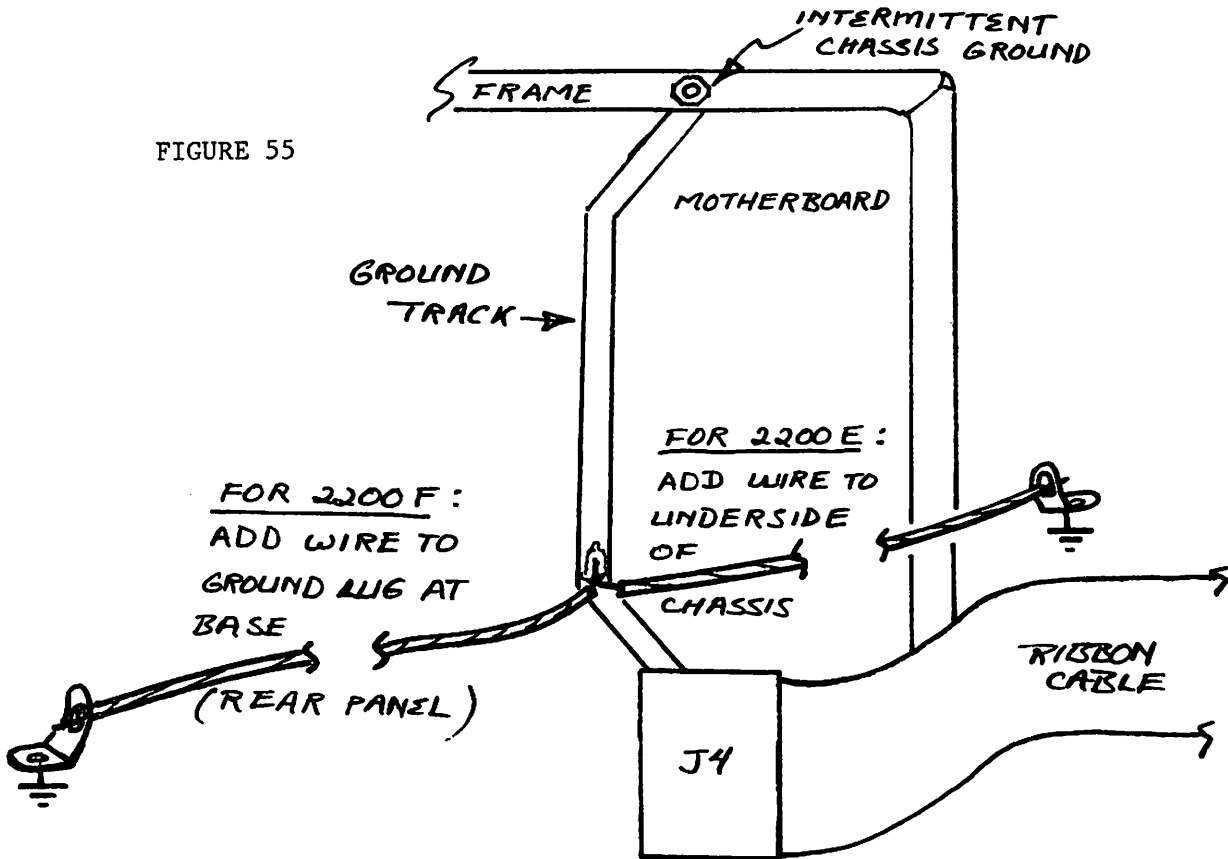 INTERMITTENT
CHASSIS GROUND
FRAME
FIGURE 55
MOTHERBOARD
GROUND
TRACK
FOR 2200E:
ADD WIRE TO
UNDERSIDE
OF
CHASSIS
FOR 2200F:
ADD WIRE TO
GROUND LUG AT
BASE
(REAR PANEL)
RIBBON
CABLE
J4